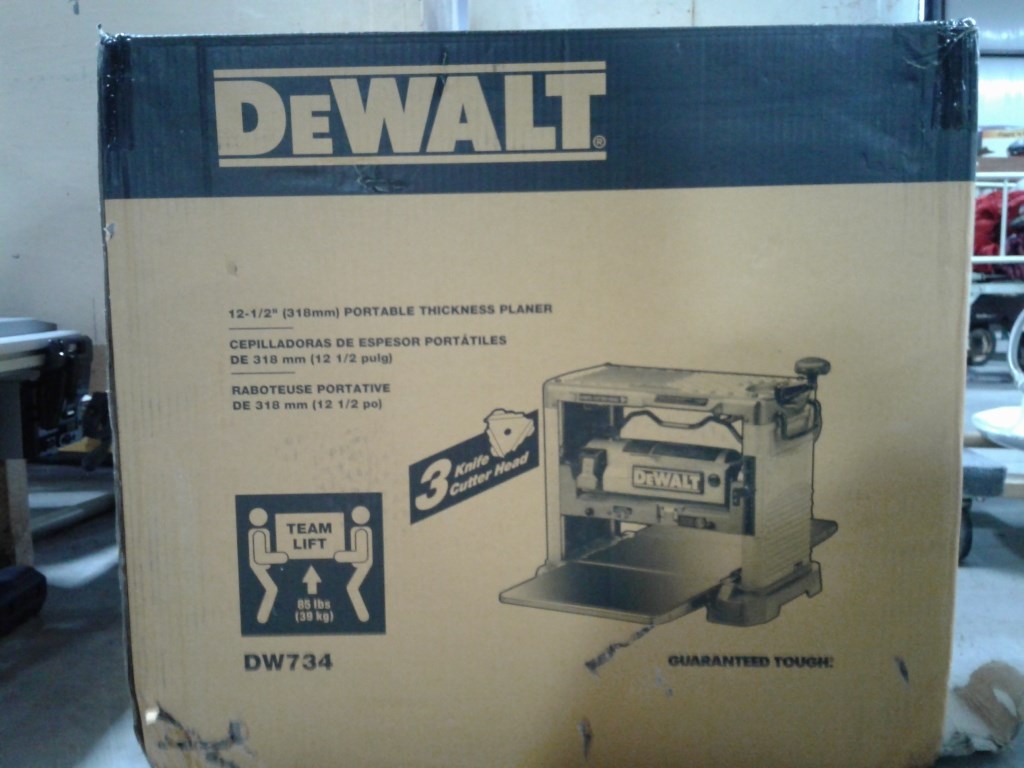 DEWALT®
12-1/2" (318mm) PORTABLE THICKNESS PLANER
CEPILLADORAS DE ESPESOR PORTÁTILES
DE 318 mm (12 1/2 pulg)
RABOTEUSE PORTATIVE
DE 318 mm (12 1/2 po)
3 Knife
Cutter Head
DEWALT
TEAM
LIFT
85 lbs
(39 kg)
DW734
GUARANTEED TOUGH.